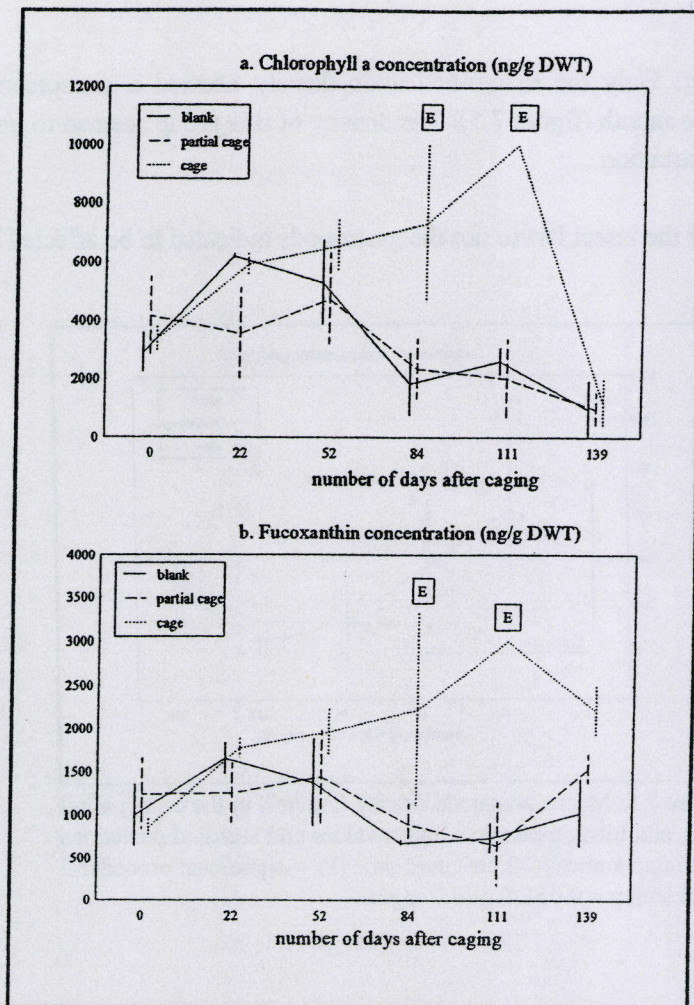 a. Chlorophyll a concentration (ng/g DWT)
12000
10000
8000
6000
4000
2000
0
blank
partial cage
cage
E
E
0 22 52 84 111 139
number of days after caging
b. Fucoxanthin concentration (ng/g DWT)
4000
3500
3000
2500
2000
1500
1000
500
0
blank
partial cage
cage
E
E
0 22 52 84 111 139
number of days after caging